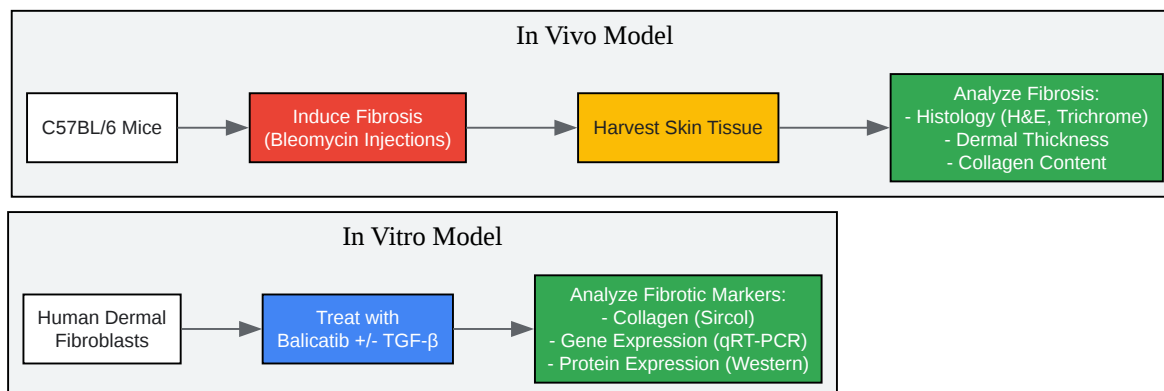 In Vivo Model
C57BL/6 Mice
Induce Fibrosis
(Bleomycin Injections)
Harvest Skin Tissue
Analyze Fibrosis:
- Histology (H&E, Trichrome)
- Dermal Thickness
- Collagen Content
In Vitro Model
Human Dermal
Fibroblasts
Treat with
Balicatib +/- TGF-β
Analyze Fibrotic Markers:
- Collagen (Sircol)
- Gene Expression (qRT-PCR)
- Protein Expression (Western)